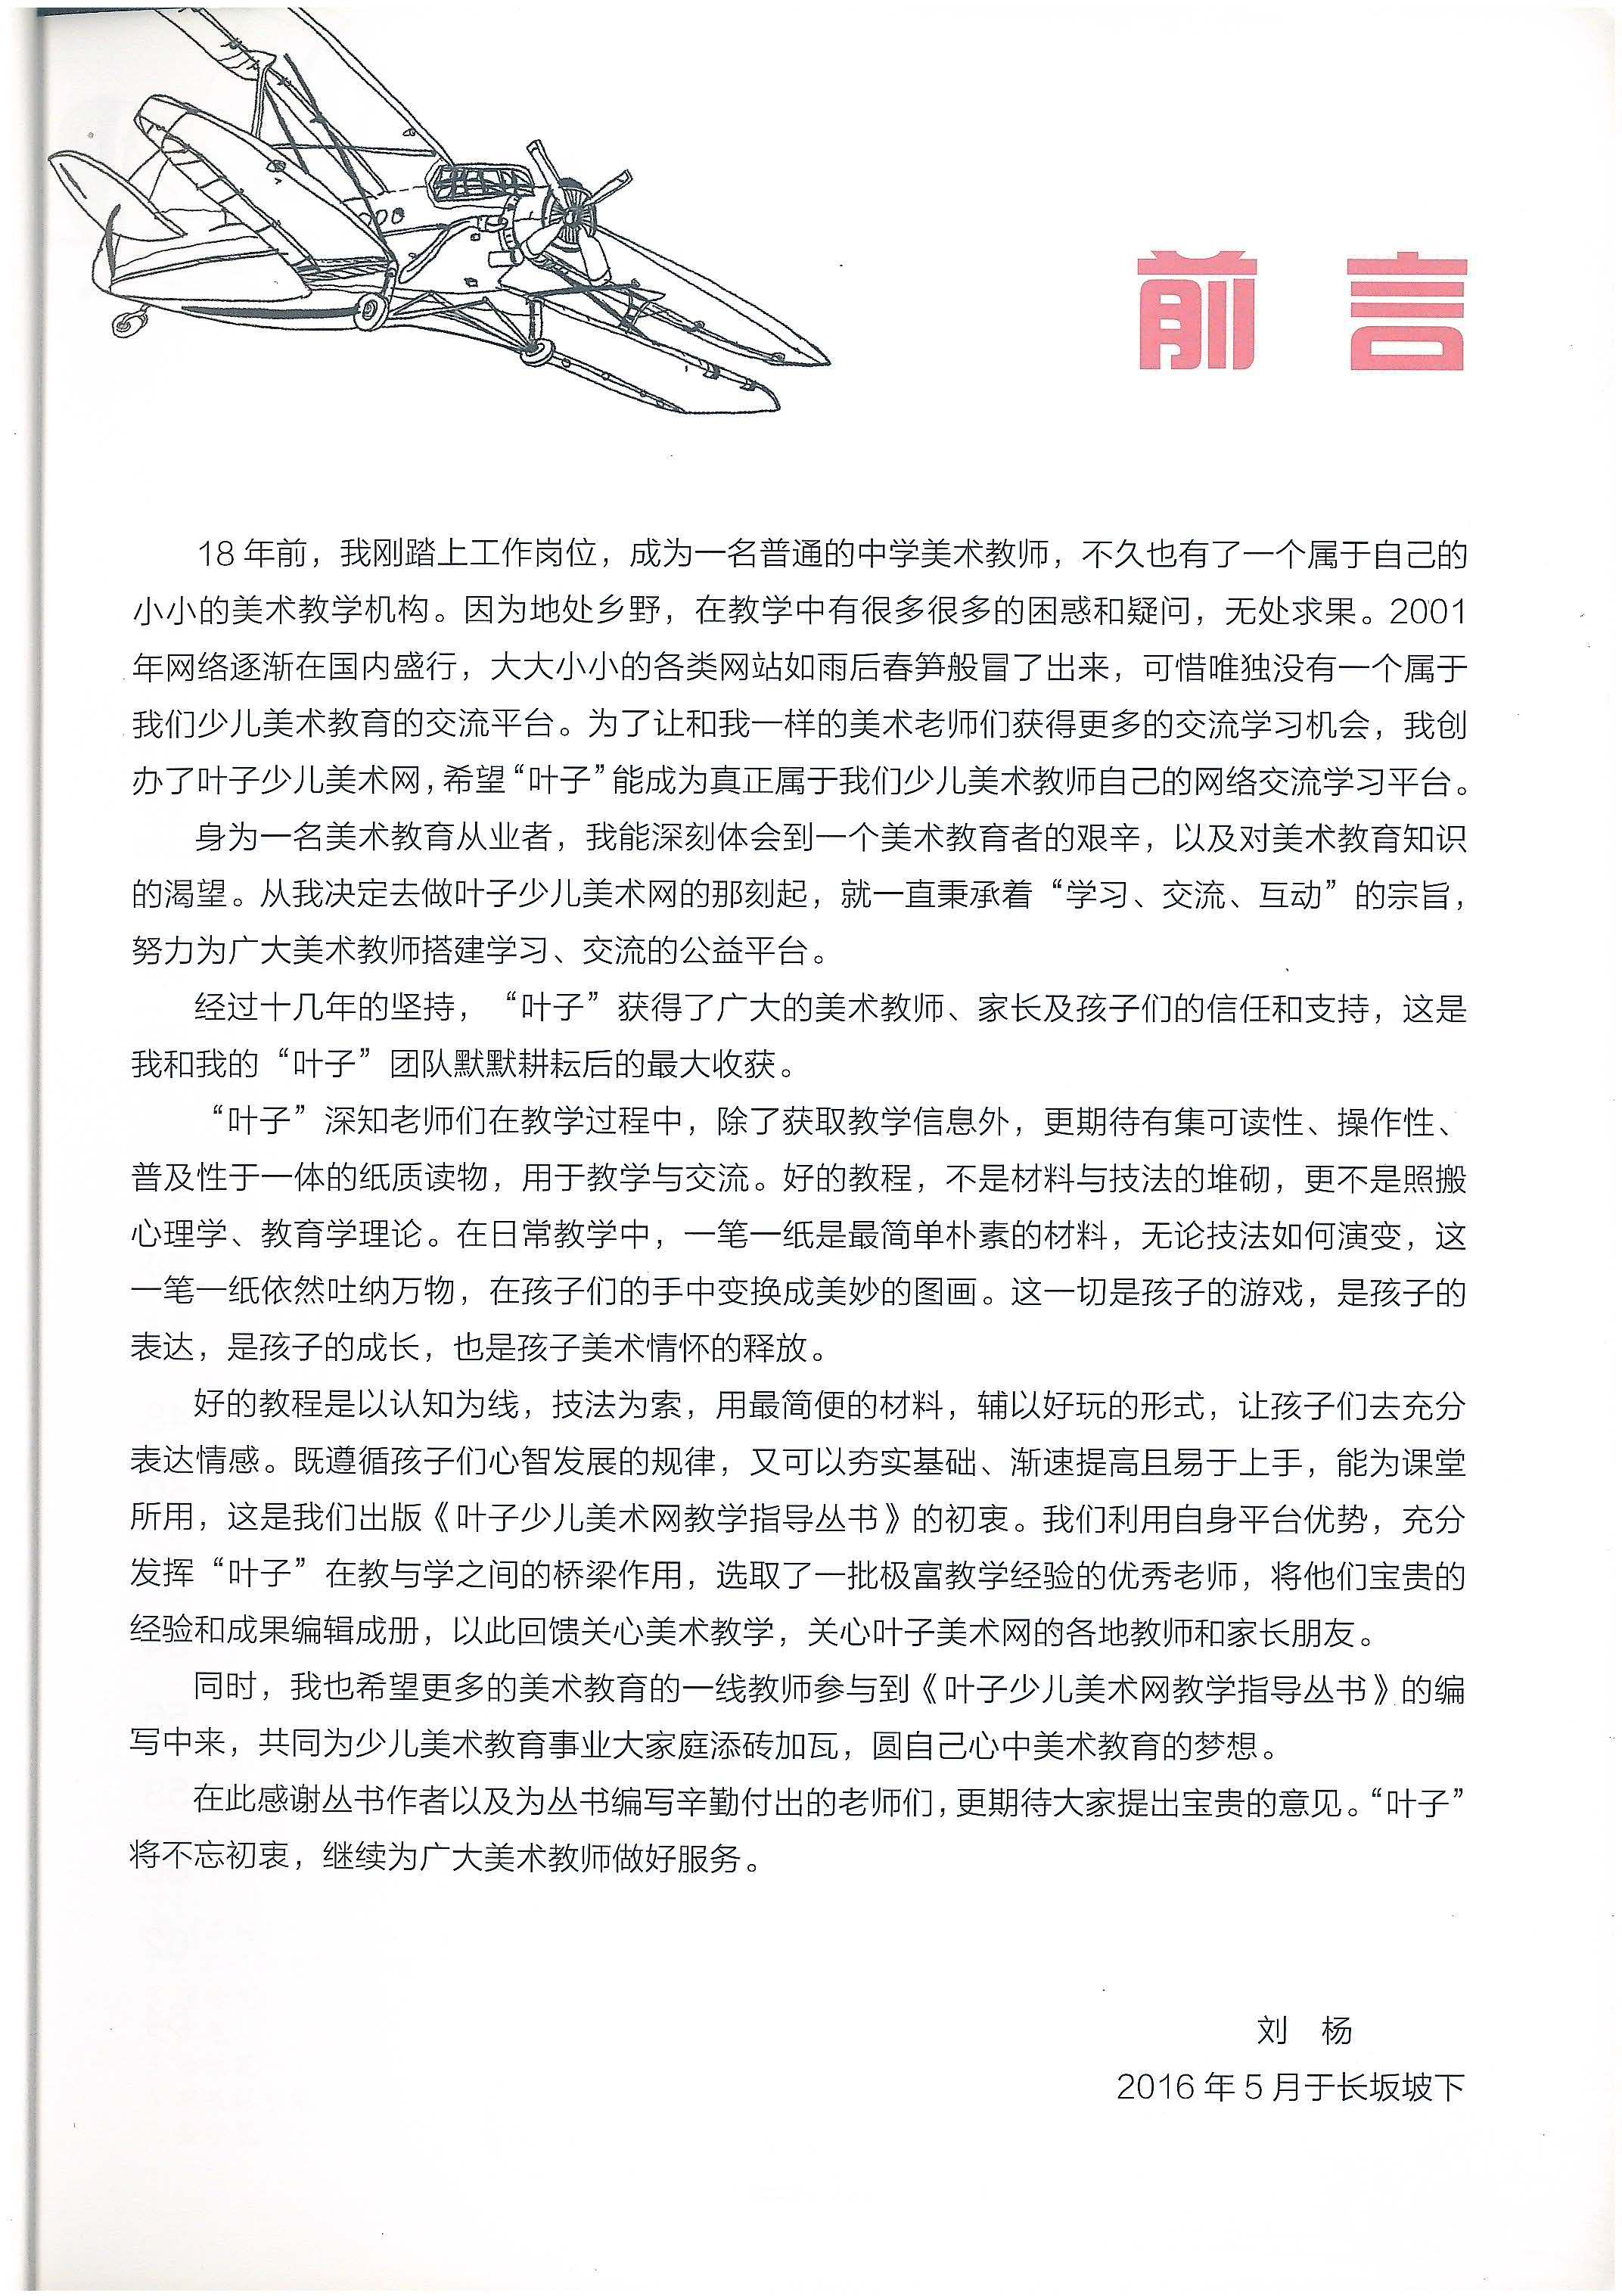 前言
18年前，我刚踏上工作岗位，成为一名普通的中学美术教师，不久也有了一个属于自己的
小小的美术教学机构。因为地处乡野，在教学中有很多很多的困惑和疑问，无处求果。2001
年网络逐渐在国内盛行，大大小小的各类网站如雨后春笋般冒了出来，可惜唯独没有一个属于
我们少儿美术教育的交流平台。为了让和我一样的美术老师们获得更多的交流学习机会，我创
办了叶子少儿美术网，希望“叶子”能成为真正属于我们少儿美术教师自己的网络交流学习平台。
身为一名美术教育从业者，我能深刻体会到一个美术教育者的艰辛，以及对美术教育知识
的渴望。从我决定去做叶子少儿美术网的那刻起，就一直秉承着“学习、交流、互动”的宗旨，
努力为广大美术教师搭建学习、交流的公益平台。
经过十几年的坚持，“叶子”获得了广大的美术教师、家长及孩子们的信任和支持，这是
我和我的“叶子”团队默默耕耘后的最大收获。
“叶子”深知老师们在教学过程中，除了获取教学信息外，更期待有集可读性、操作性、
普及性于一体的纸质读物，用于教学与交流。好的教程，不是材料与技法的堆砌，更不是照搬
心理学、教育学理论。在日常教学中，一笔一纸是最简单朴素的材料，无论技法如何演变，这
一笔一纸依然吐纳万物，在孩子们的手中变换成美妙的图画。这一切是孩子的游戏，是孩子的
表达，是孩子的成长，也是孩子美术情怀的释放。
好的教程是以认知为线，技法为索，用最简便的材料，辅以好玩的形式，让孩子们去充分
表达情感。既遵循孩子们心智发展的规律，又可以夯实基础、渐速提高且易于上手，能为课堂
所用，这是我们出版《叶子少儿美术网教学指导丛书》的初衷。我们利用自身平台优势，充分
发挥“叶子”在教与学之间的桥梁作用，选取了一批极富教学经验的优秀老师，将他们宝贵的
经验和成果编辑成册，以此回馈关心美术教学，关心叶子美术网的各地教师和家长朋友。
同时，我也希望更多的美术教育的一线教师参与到《叶子少儿美术网教学指导丛书》的编
写中来，共同为少儿美术教育事业大家庭添砖加瓦，圆自己心中美术教育的梦想。
在此感谢丛书作者以及为丛书编写辛勤付出的老师们，更期待大家提出宝贵的意见。“叶子”
将不忘初衷，继续为广大美术教师做好服务。
刘 杨
2016年5月于长坂坡下